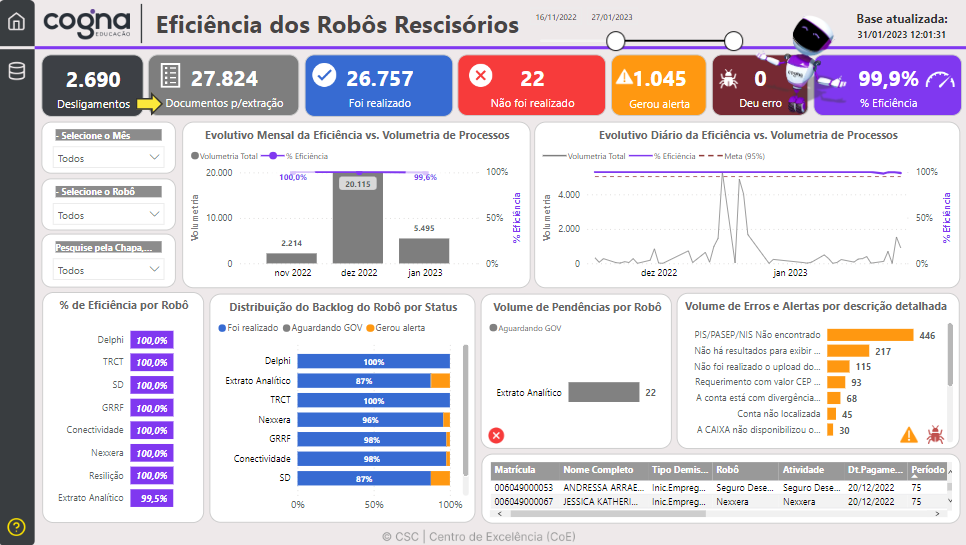 cogna
EDUCAÇÃO
Eficiência dos Robôs Rescisórios
16/11/2022 27/01/2023
Base atualizada:
31/01/2023 12:01:31
cogna
2.690
Desligamentos
27.824
Documentos p/extração
26.757
Foi realizado
22
Não foi realizado
1.045
Gerou alerta
0
Deu erro
99,9%
% Eficiência
- Selecione o Mês
Todos
- Selecione o Robô
Todos
Pesquise pela Chapa,...
Todos
Evolutivo Mensal da Eficiência vs. Volumetria de Processos
Volumetria Total % Eficiência
Volumetria
20.000
10.000
0
100,0%
99,6%
2.214
20.115
5.495
nov 2022 dez 2022 jan 2023
100%
50%
0%
% Eficiência
Evolutivo Diário da Eficiência vs. Volumetria de Processos
Volumetria Total % Eficiência Meta (95%)
Volumetria
4.000
2.000
0
dez 2022 jan 2023
100%
50%
0%
% Eficiência
% de Eficiência por Robô
Delphi 100,0%
TRCT 100,0%
SD 100,0%
GRRF 100,0%
Conectividade 100,0%
Nexxera 100,0%
Resilição 100,0%
Extrato Analítico 99,5%
Distribuição do Backlog do Robô por Status
Foi realizado Aguardando GOV Gerou alerta
Delphi 100%
Extrato Analítico 87%
TRCT 100%
Nexxera 96%
GRRF 98%
Conectividade 98%
SD 87%
0% 50% 100%
Volume de Pendências por Robô
Aguardando GOV
Extrato Analítico 22
Volume de Erros e Alertas por descrição detalhada
PIS/PASEP/NIS Não encontrado 446
Não há resultados para exibir ... 217
Não foi realizado o upload do... 115
Requerimento com valor CEP ... 93
A conta está com divergência... 68
Conta não localizada 45
A CAIXA não disponibilizou o... 30
Matrícula Nome Completo Tipo Demis... Robô Atividade Dt.Pagame... Período
006049000053 ANDRESSA ARRAE... Inic.Empreg... Seguro Dese... Seguro Dese... 20/12/2022 75
006049000067 JESSICA KATHERI... Inic.Empreg... Nexxera Nexxera 20/12/2022 75
© CSC | Centro de Excelência (CoE)